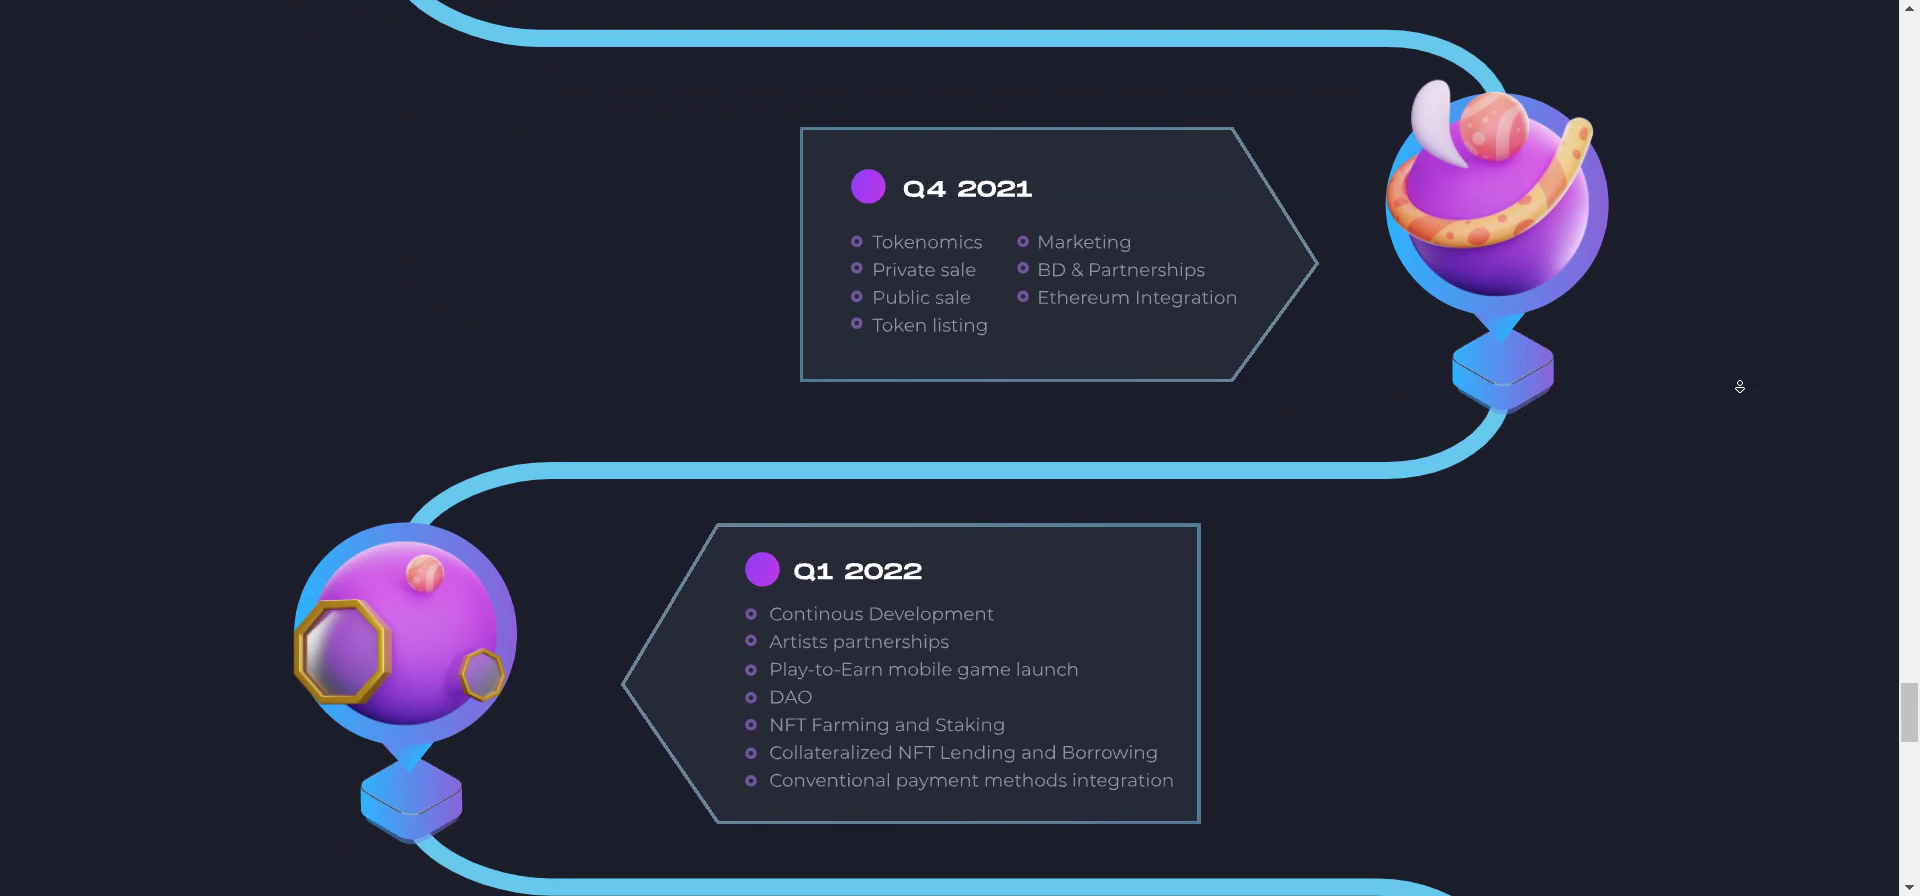 Q4 2021
Tokenomics
Private sale
Public sale
Token listing
Marketing
BD & Partnerships
Ethereum Integration
Q1 2022
Continous Development
Artists partnerships
Play-to-Earn mobile game launch
DAO
NFT Farming and Staking
Collateralized NFT Lending and Borrowing
Conventional payment methods integration